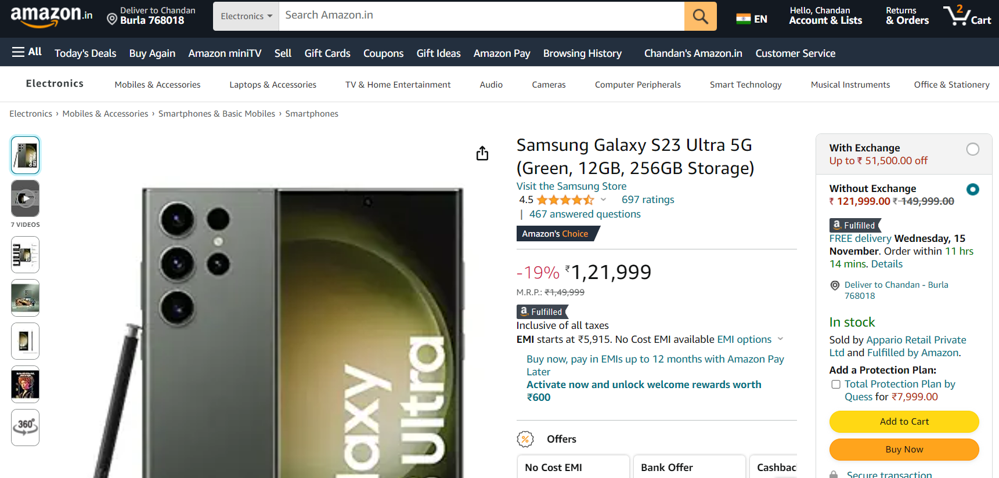 amazon.in
Deliver to Chandan
Burla 768018
Electronics
Search Amazon.in
EN
Hello, Chandan
Account & Lists
Returns
& Orders
2
Cart
All
Today's Deals
Buy Again
Amazon miniTV
Sell
Gift Cards
Coupons
Gift Ideas
Amazon Pay
Browsing History
Chandan's Amazon.in
Customer Service
Electronics
Mobiles & Accessories
Laptops & Accessories
TV & Home Entertainment
Audio
Cameras
Computer Peripherals
Smart Technology
Musical Instruments
Office & Stationery
Electronics › Mobiles & Accessories › Smartphones & Basic Mobiles › Smartphones
7 VIDEOS
360°
laxy
Ultra
Samsung Galaxy S23 Ultra 5G
(Green, 12GB, 256GB Storage)
Visit the Samsung Store
4.5
697 ratings
| 467 answered questions
Amazon's Choice
-19% ₹1,21,999
M.R.P.: ₹1,49,999
a Fulfilled
Inclusive of all taxes
EMI starts at ₹5,915. No Cost EMI available EMI options
Buy now, pay in EMIs up to 12 months with Amazon Pay
Later
Activate now and unlock welcome rewards worth
₹600
%
Offers
No Cost EMI
Bank Offer
Cashbac
With Exchange
Up to ₹ 51,500.00 off
Without Exchange
₹ 121,999.00 ₹ 149,999.00
a Fulfilled
FREE delivery Wednesday, 15
November. Order within 11 hrs
14 mins. Details
Deliver to Chandan - Burla
768018
In stock
Sold by Appario Retail Private
Ltd and Fulfilled by Amazon.
Add a Protection Plan:
Total Protection Plan by
Quess for ₹7,999.00
Add to Cart
Buy Now
Secure transaction